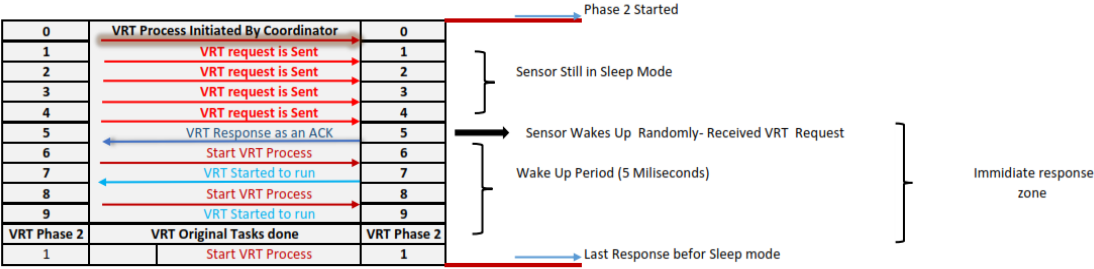 Phase 2 Started
0 VRT Process Initiated By Coordinator 0
1 VRT request is Sent 1
2 VRT request is Sent 2
Sensor Still in Sleep Mode
3 VRT request is Sent 3
4 VRT request is Sent 4
5 VRT Response as an ACK 5
Sensor Wakes Up Randomly- Received VRT Request
6 Start VRT Process 6
7 VRT Started to run 7
Wake Up Period (5 Miliseconds)
Immidiate response
zone
8 Start VRT Process 8
9 VRT Started to run 9
VRT Phase 2 VRT Original Tasks done VRT Phase 2
1 Start VRT Process 1
Last Response befor Sleep mode